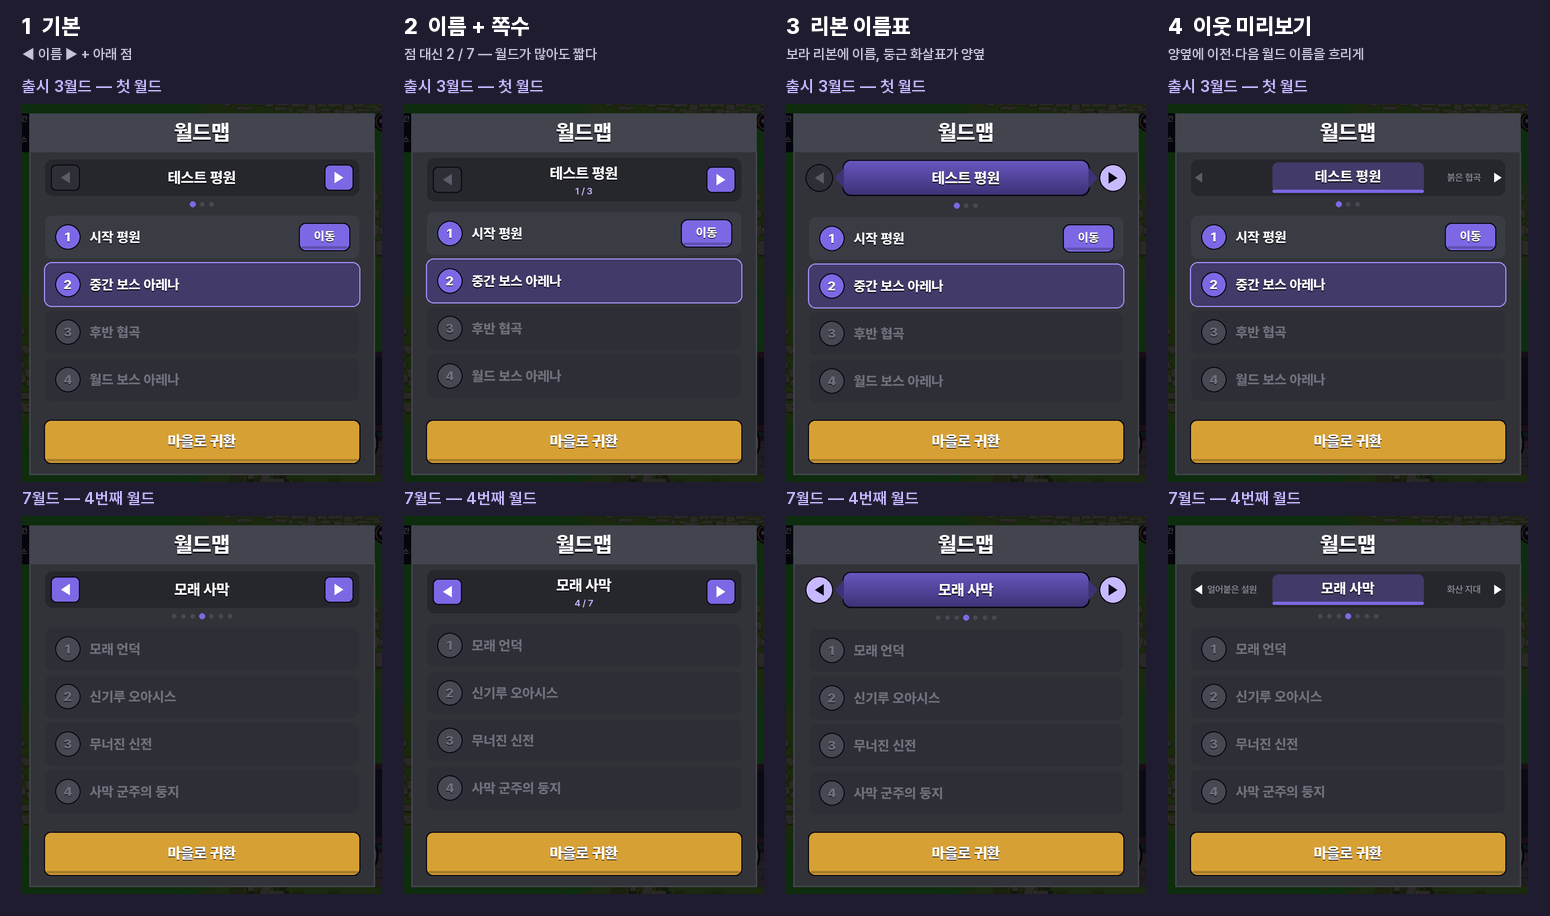 1 기본
◀ 이름 ▶ + 아래 점
출시 3월드 — 첫 월드
월드맵
◀ 테스트 평원 ▶
1 시작 평원 이동
2 중간 보스 아레나
3 후반 협곡
4 월드 보스 아레나
마을로 귀환
7월드 — 4번째 월드
월드맵
◀ 모래 사막 ▶
1 모래 언덕
2 신기루 오아시스
3 무너진 신전
4 사막 군주의 둥지
마을로 귀환
2 이름 + 쪽수
점 대신 2 / 7 — 월드가 많아도 짧다
출시 3월드 — 첫 월드
월드맵
◀ 테스트 평원 ▶
1 / 3
1 시작 평원 이동
2 중간 보스 아레나
3 후반 협곡
4 월드 보스 아레나
마을로 귀환
7월드 — 4번째 월드
월드맵
◀ 모래 사막 ▶
4 / 7
1 모래 언덕
2 신기루 오아시스
3 무너진 신전
4 사막 군주의 둥지
마을로 귀환
3 리본 이름표
보라 리본에 이름, 둥근 화살표가 양옆
출시 3월드 — 첫 월드
월드맵
◀ 테스트 평원 ▶
1 시작 평원 이동
2 중간 보스 아레나
3 후반 협곡
4 월드 보스 아레나
마을로 귀환
7월드 — 4번째 월드
월드맵
◀ 모래 사막 ▶
1 모래 언덕
2 신기루 오아시스
3 무너진 신전
4 사막 군주의 둥지
마을로 귀환
4 이웃 미리보기
양옆에 이전·다음 월드 이름을 흐리게
출시 3월드 — 첫 월드
월드맵
◀ 테스트 평원 붉은 협곡 ▶
1 시작 평원 이동
2 중간 보스 아레나
3 후반 협곡
4 월드 보스 아레나
마을로 귀환
7월드 — 4번째 월드
월드맵
◀ 얼어붙은 설원 모래 사막 화산 지대 ▶
1 모래 언덕
2 신기루 오아시스
3 무너진 신전
4 사막 군주의 둥지
마을로 귀환